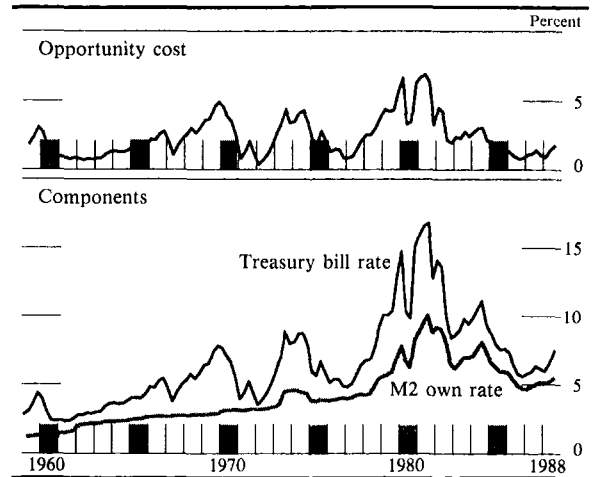 Percent
Opportunity cost
5
0
Components
Treasury bill rate
15
10
M2 own rate
5
0
1960 1970 1980 1988